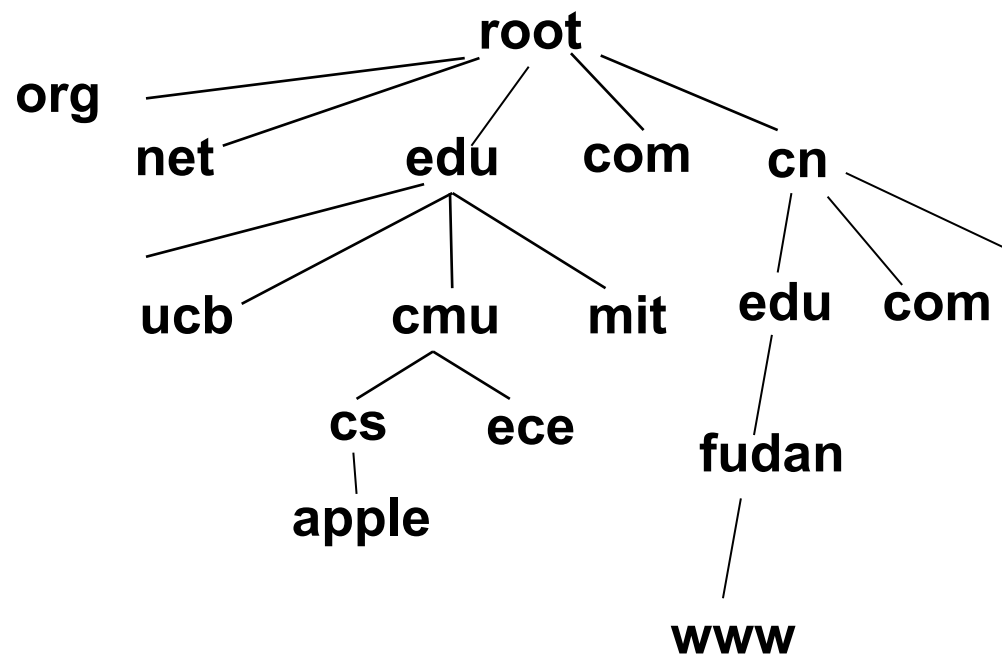 root
org
net edu com cn
ucb cmu mit edu com
cs ece
fudan
apple
www